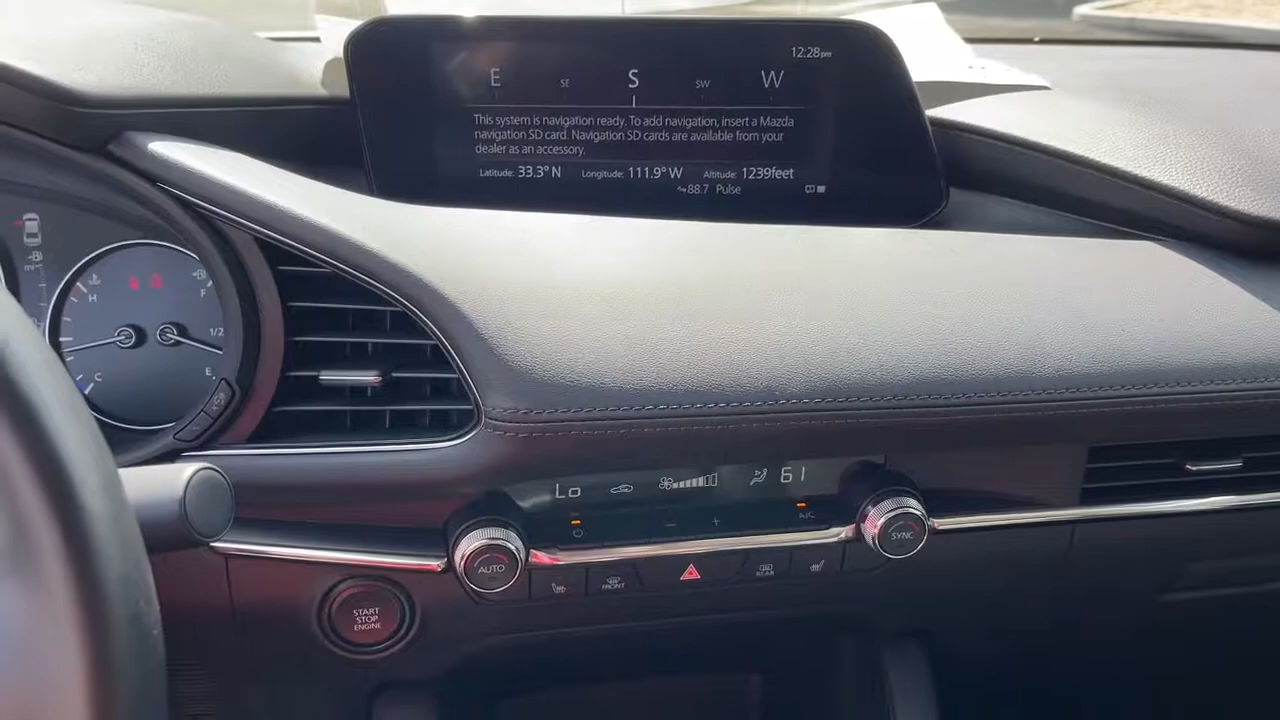 12:28pm
E SE S SW W
This system is navigation ready. To add navigation, insert a Mazda
navigation SD card. Navigation SD cards are available from your
dealer as an accessory.
Latitude: 33.3° N Longitude: 111.9° W Altitude: 1239feet
88.7 Pulse
H
F
1/2
C
E
Lo
61
A/C
- +
AUTO
SYNC
FRONT
REAR
START
STOP
ENGINE